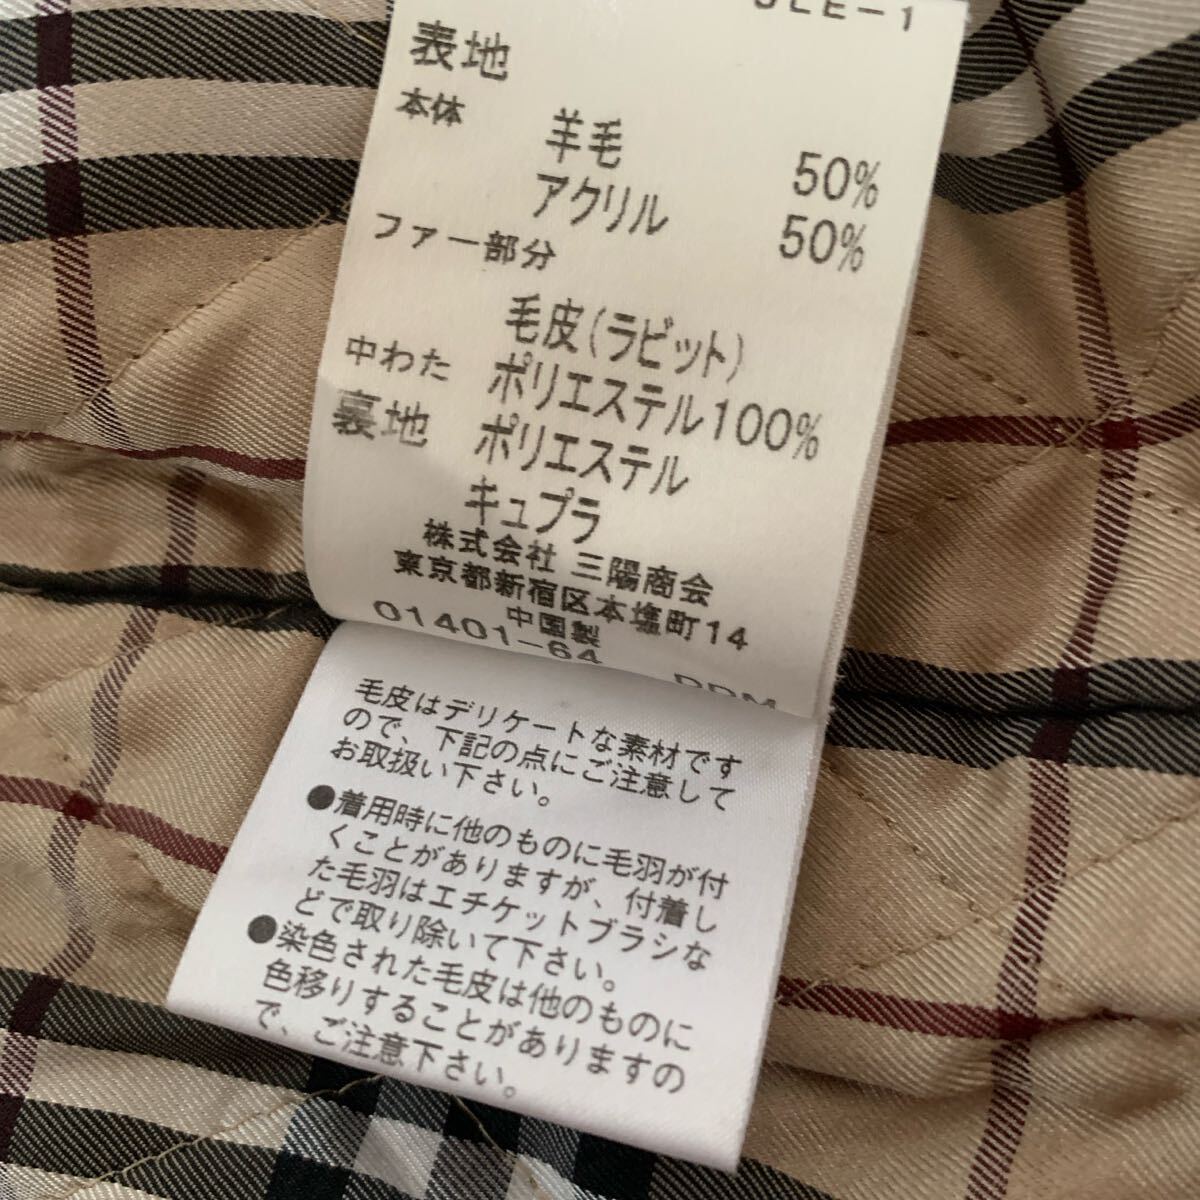 表地
本体
羊毛 50%
アクリル 50%
ファー部分
毛皮(ラビット)
中わた ポリエステル100%
裏地 ポリエステル
キュプラ
株式会社 三陽商会
東京都新宿区本塩町14
中国製
01401-64
毛皮はデリケートな素材です
ので、下記の点にご注意して
お取扱い下さい。
●着用時に他のものに毛羽が付
くことがありますが、付着し
た毛羽はエチケットブラシな
どで取り除いて下さい。
●染色された毛皮は他のものに
色移りすることがありますの
で、ご注意下さい。